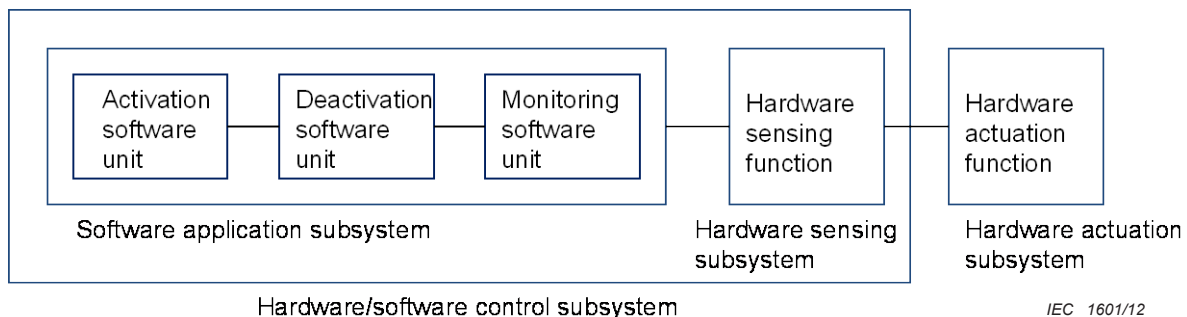 Activation
software
unit
Deactivation
software
unit
Monitoring
software
unit
Hardware
sensing
function
Hardware
actuation
function
Software application subsystem
Hardware sensing
subsystem
Hardware actuation
subsystem
Hardware/software control subsystem
IEC 1601/12